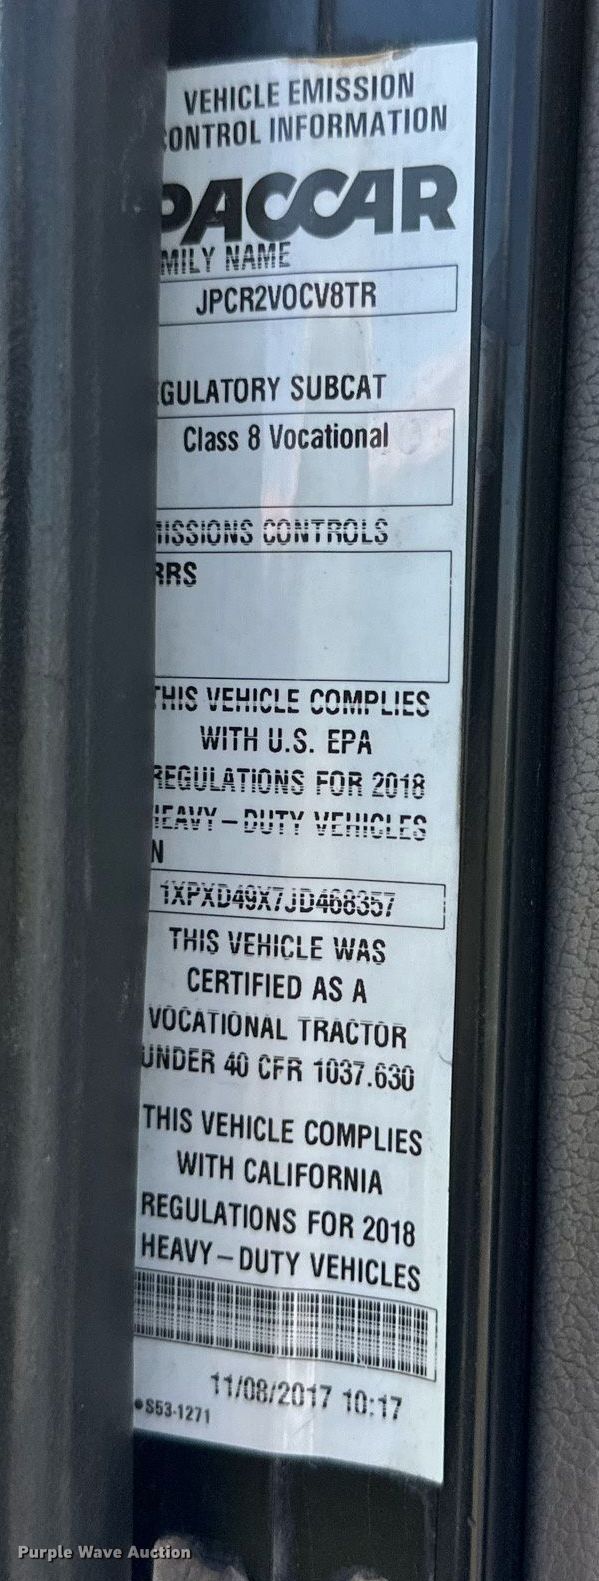 VEHICLE EMISSION
CONTROL INFORMATION
PACCAR
MILY NAME
JPCR2VOCV8TR
GULATORY SUBCAT
Class 8 Vocational
MISSIONS CONTROLS
RRS
THIS VEHICLE COMPLIES
WITH U.S. EPA
REGULATIONS FOR 2018
HEAVY-DUTY VEHICLES
N
1XPXD49X7JD468357
THIS VEHICLE WAS
CERTIFIED AS A
VOCATIONAL TRACTOR
UNDER 40 CFR 1037.630
THIS VEHICLE COMPLIES
WITH CALIFORNIA
REGULATIONS FOR 2018
HEAVY-DUTY VEHICLES
11/08/2017 10:17
•S53-1271
Purple Wave Auction